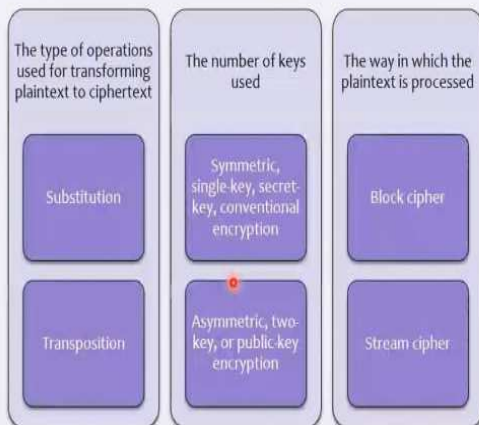 The type of operations
used for transforming
plaintext to ciphertext
Substitution
Transposition
The number of keys
used
Symmetric,
single-key, secret-
key, conventional
encryption
Asymmetric, two-
key, or public-key
encryption
The way in which the
plaintext is processed
Block cipher
Stream cipher